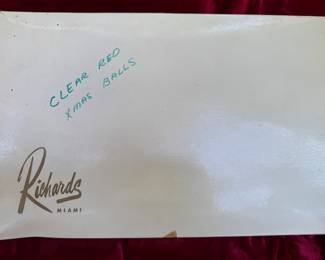 CLEAR RED
XMAS BALLS
Richards
MIAMI